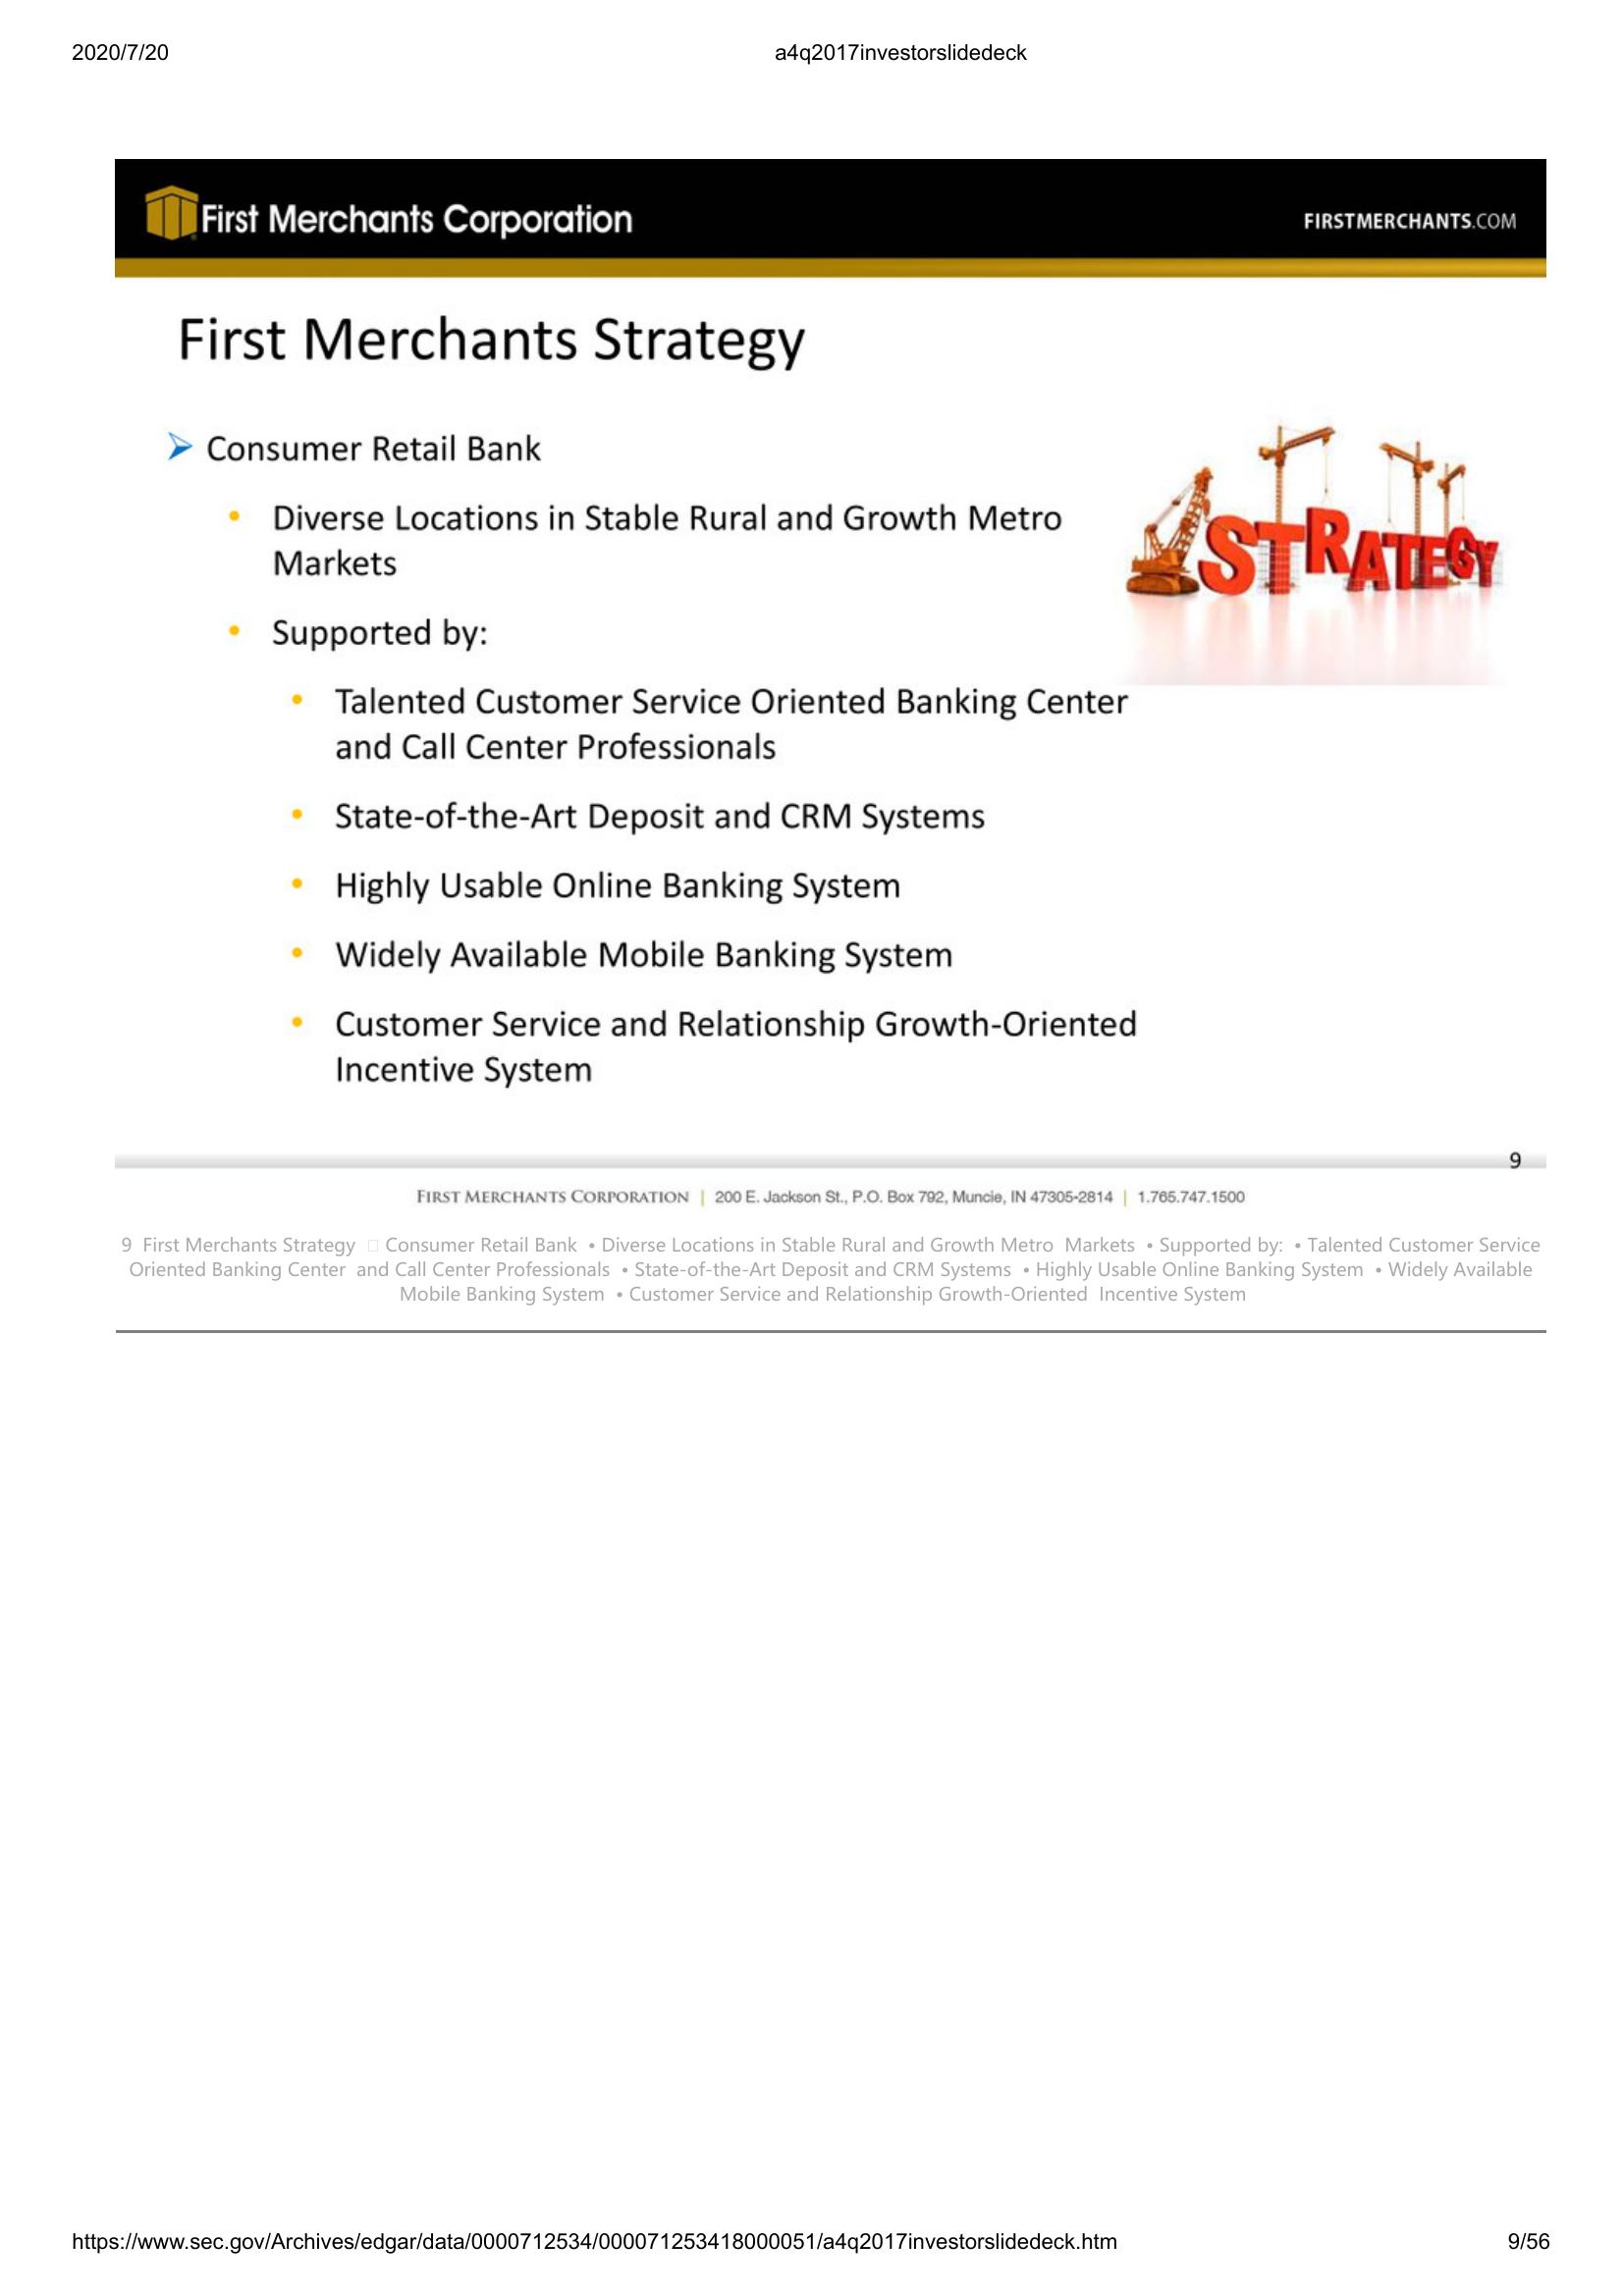 2020/7/20
a4q2017investorslidedeck
First Merchants Corporation
FIRSTMERCHANTS.COM
First Merchants Strategy
➢ Consumer Retail Bank
• Diverse Locations in Stable Rural and Growth Metro
Markets
STRATEGY
• Supported by:
• Talented Customer Service Oriented Banking Center
and Call Center Professionals
• State-of-the-Art Deposit and CRM Systems
• Highly Usable Online Banking System
• Widely Available Mobile Banking System
• Customer Service and Relationship Growth-Oriented
Incentive System
9
FIRST MERCHANTS CORPORATION | 200 E. Jackson St., P.O. Box 792, Muncie, IN 47305-2814 | 1.765.747.1500
9 First Merchants Strategy □ Consumer Retail Bank • Diverse Locations in Stable Rural and Growth Metro Markets • Supported by: • Talented Customer Service
Oriented Banking Center and Call Center Professionals • State-of-the-Art Deposit and CRM Systems • Highly Usable Online Banking System • Widely Available
Mobile Banking System • Customer Service and Relationship Growth-Oriented Incentive System
https://www.sec.gov/Archives/edgar/data/0000712534/000071253418000051/a4q2017investorslidedeck.htm
9/56